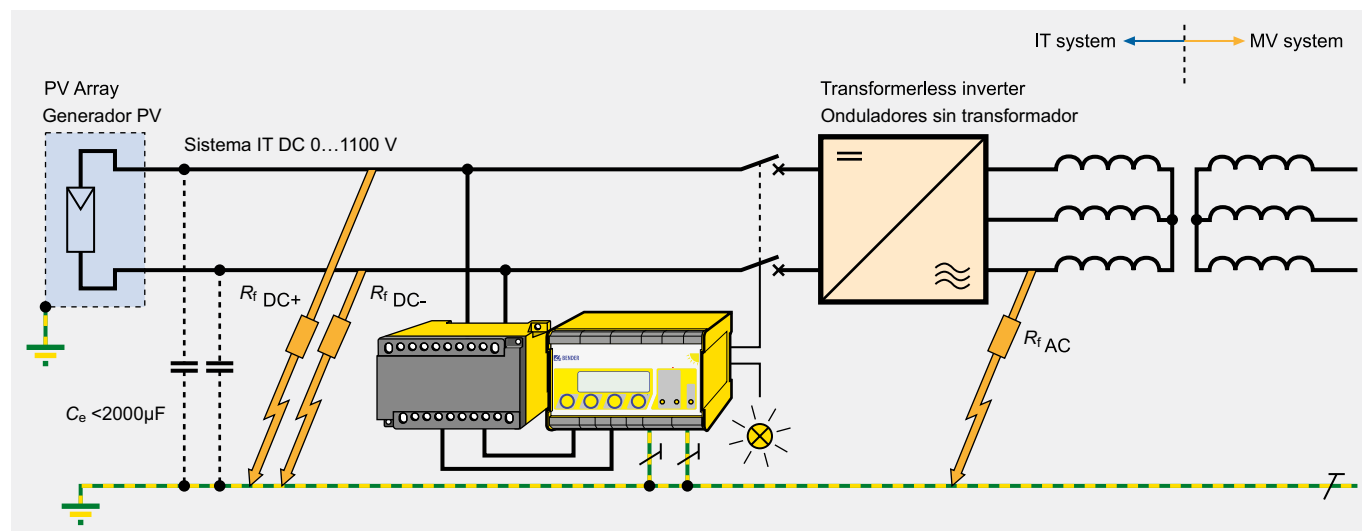 IT system
MV system
PV Array
Generador PV
Transformerless inverter
Onduladores sin transformador
Sistema IT DC 0…1100 V
Rf DC+
Rf DC-
BENDER
Rf AC
Ce <2000µF